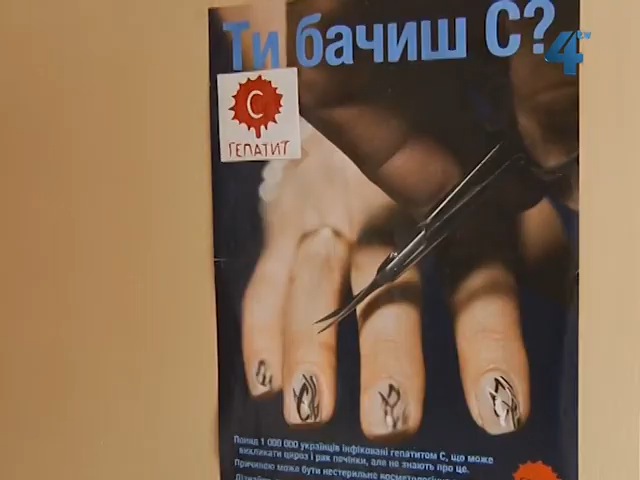 Ти бачиш С?
4
С
ГЕПАТИТ
Понад 1 000 000 українців інфіковані гепатитом С, що може
викликати цироз і рак печінки, але не знають про це.
Причиною може бути нестерильне